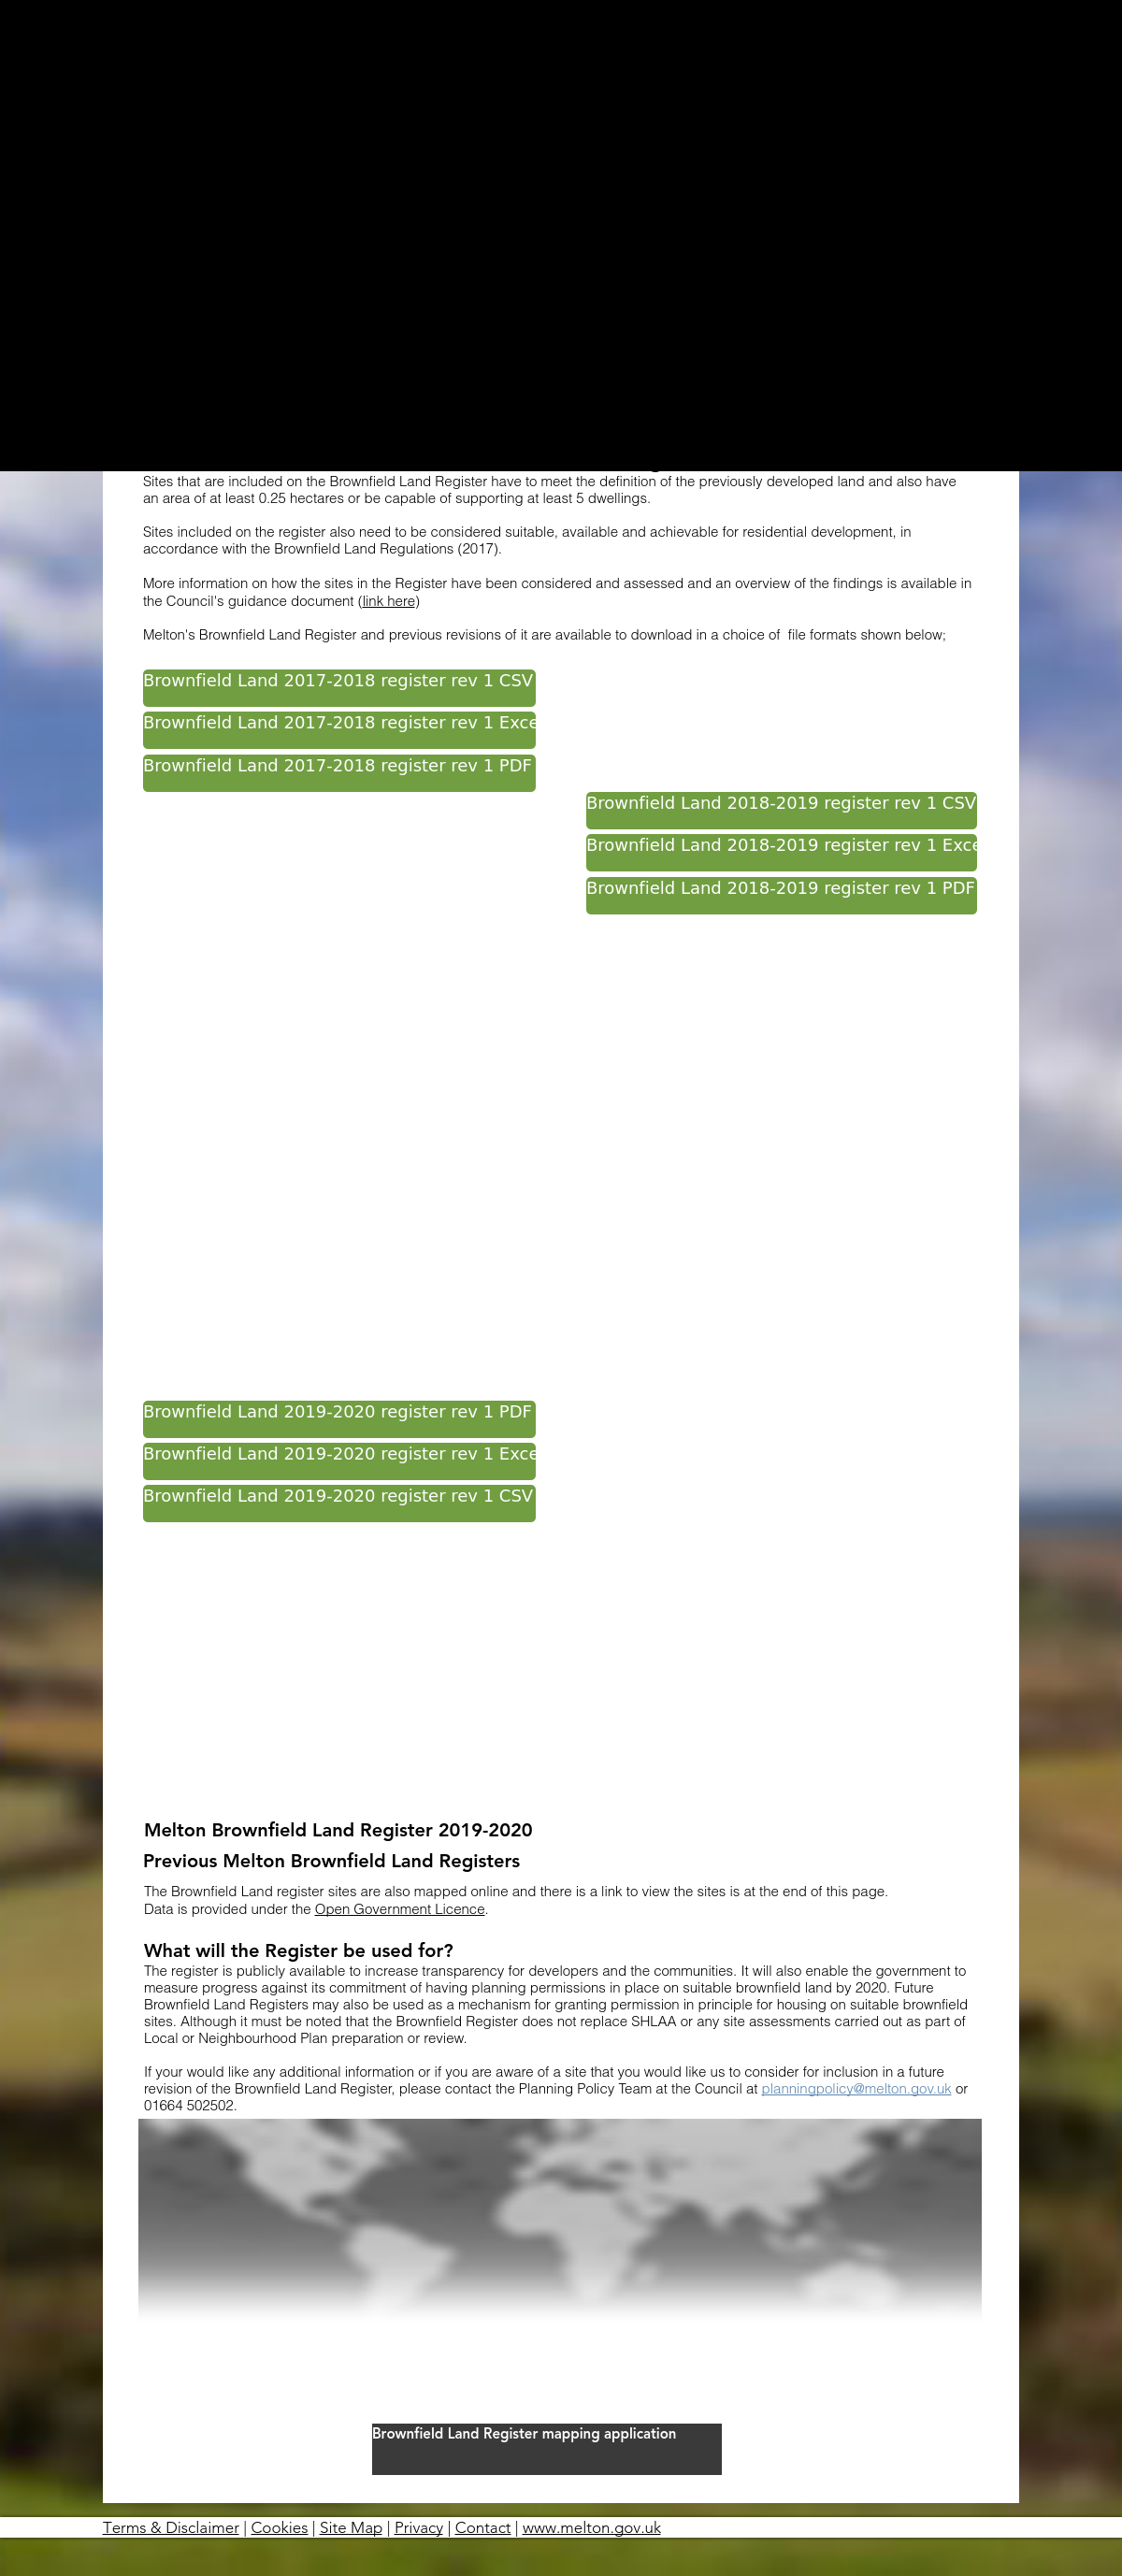 Sites that are included on the Brownfield Land Register have to meet the definition of the previously developed land and also have
an area of at least 0.25 hectares or be capable of supporting at least 5 dwellings.
Sites included on the register also need to be considered suitable, available and achievable for residential development, in
accordance with the Brownfield Land Regulations (2017).
More information on how the sites in the Register have been considered and assessed and an overview of the findings is available in
the Council's guidance document (link here)
Melton's Brownfield Land Register and previous revisions of it are available to download in a choice of  file formats shown below;
Brownfield Land 2017-2018 register rev 1 CSV
Brownfield Land 2017-2018 register rev 1 Exce
Brownfield Land 2017-2018 register rev 1 PDF
Brownfield Land 2018-2019 register rev 1 CSV
Brownfield Land 2018-2019 register rev 1 Exce
Brownfield Land 2018-2019 register rev 1 PDF
Brownfield Land 2019-2020 register rev 1 PDF
Brownfield Land 2019-2020 register rev 1 Exce
Brownfield Land 2019-2020 register rev 1 CSV
Melton Brownfield Land Register 2019-2020
Previous Melton Brownfield Land Registers
The Brownfield Land register sites are also mapped online and there is a link to view the sites is at the end of this page.
Data is provided under the Open Government Licence.
What will the Register be used for?
The register is publicly available to increase transparency for developers and the communities. It will also enable the government to
measure progress against its commitment of having planning permissions in place on suitable brownfield land by 2020. Future
Brownfield Land Registers may also be used as a mechanism for granting permission in principle for housing on suitable brownfield
sites. Although it must be noted that the Brownfield Register does not replace SHLAA or any site assessments carried out as part of
Local or Neighbourhood Plan preparation or review.
If your would like any additional information or if you are aware of a site that you would like us to consider for inclusion in a future
revision of the Brownfield Land Register, please contact the Planning Policy Team at the Council at planningpolicy@melton.gov.uk or
01664 502502.
Brownfield Land Register mapping application
Terms & Disclaimer | Cookies | Site Map | Privacy | Contact | www.melton.gov.uk